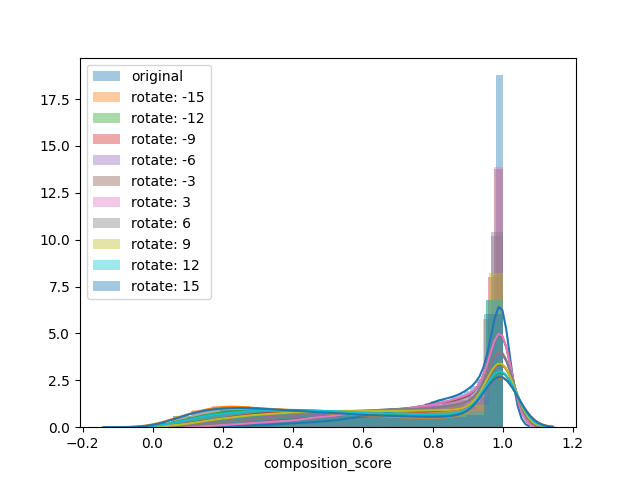 original
rotate: -15
rotate: -12
rotate: -9
rotate: -6
rotate: -3
rotate: 3
rotate: 6
rotate: 9
rotate: 12
rotate: 15
17.5
15.0
12.5
10.0
7.5
5.0
2.5
0.0
−0.2 0.0 0.2 0.4 0.6 0.8 1.0 1.2
composition_score